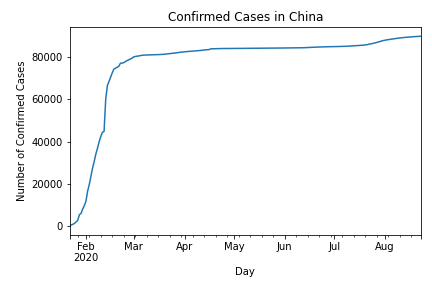 Confirmed Cases in China
Number of Confirmed Cases
80000
60000
40000
20000
0
Feb Mar Apr May Jun Jul Aug
2020
Day